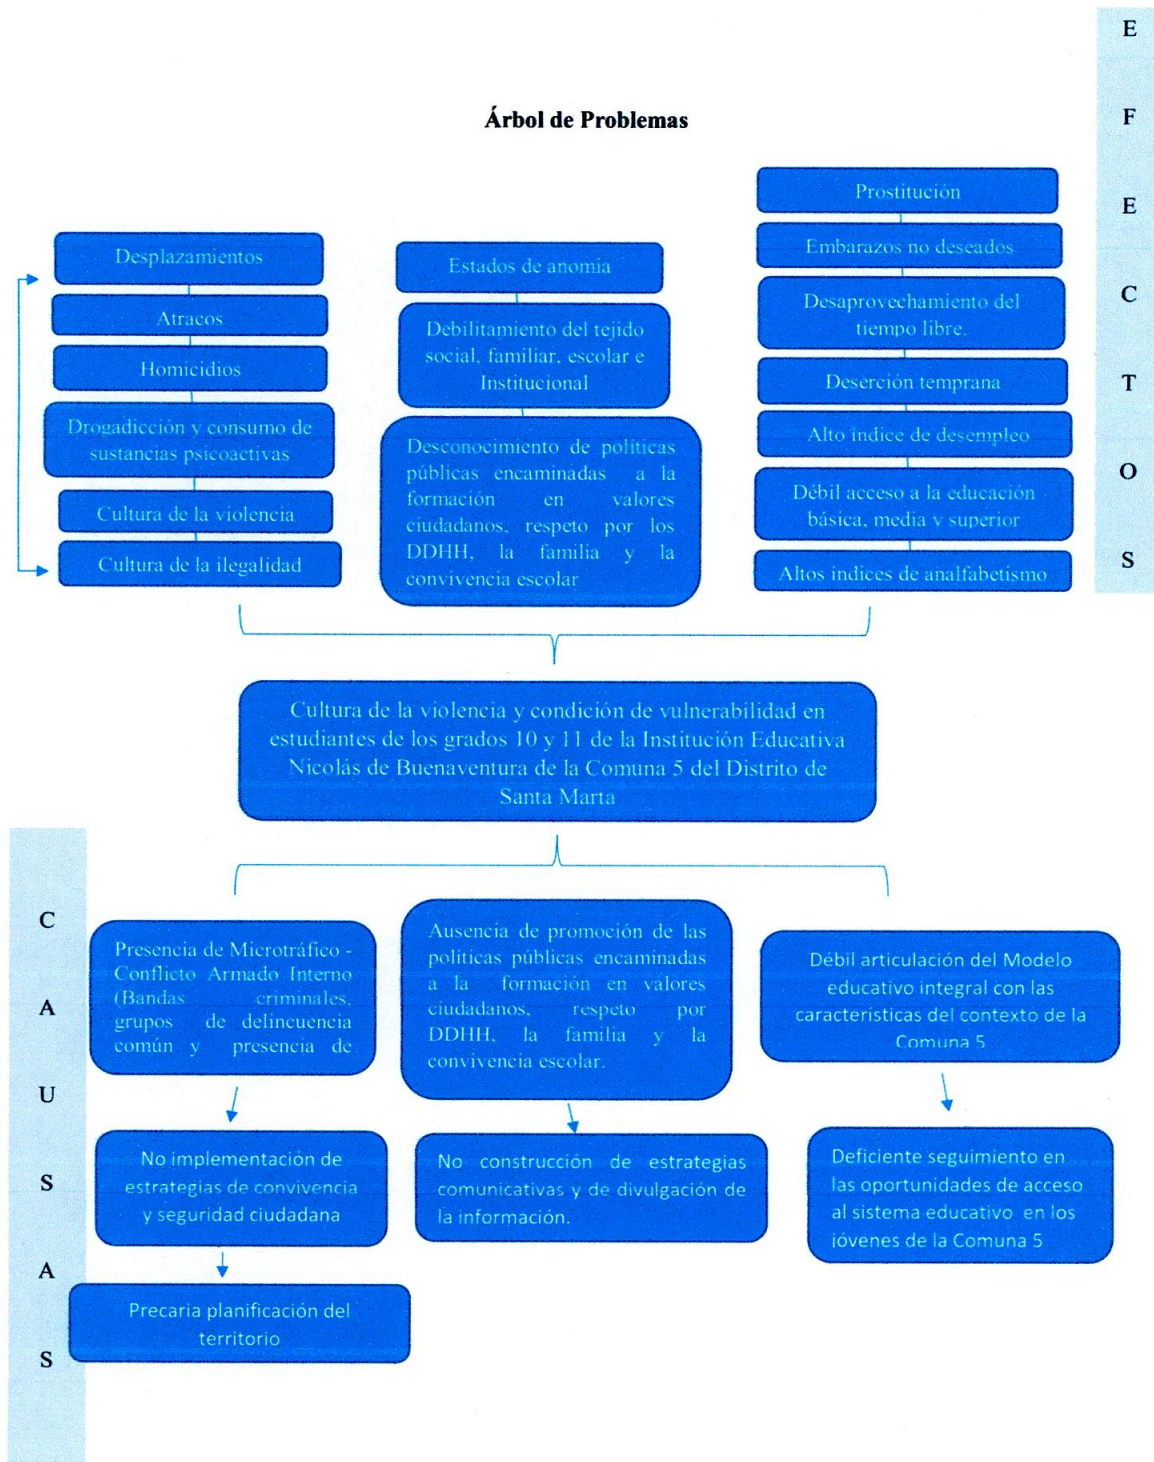 Árbol de Problemas
E
F
E
C
T
O
S
Desplazamientos
Atracos
Homicidios
Drogadicción y consumo de
sustancias psicoactivas
Cultura de la violencia
Cultura de la ilegalidad
Estados de anomia
Debilitamiento del tejido
social, familiar, escolar e
Institucional
Desconocimiento de políticas
públicas encaminadas a la
formación en valores
ciudadanos, respeto por los
DDHH, la familia y la
convivencia escolar
Prostitución
Embarazos no deseados
Desaprovechamiento del
tiempo libre.
Deserción temprana
Alto índice de desempleo
Débil acceso a la educación
básica, media y superior
Altos índices de analfabetismo
Cultura de la violencia y condición de vulnerabilidad en
estudiantes de los grados 10 y 11 de la Institución Educativa
Nicolás de Buenaventura de la Comuna 5 del Distrito de
Santa Marta
C
A
U
S
A
S
Presencia de Microtráfico -
Conflicto Armado Interno
(Bandas criminales,
grupos de delincuencia
común y presencia de
No implementación de
estrategias de convivencia
y seguridad ciudadana
Precaria planificación del
territorio
Ausencia de promoción de las
políticas públicas encaminadas
a la formación en valores
ciudadanos, respeto por
DDHH, la familia y la
convivencia escolar.
No construcción de estrategias
comunicativas y de divulgación de
la información.
Débil articulación del Modelo
educativo integral con las
características del contexto de la
Comuna 5
Deficiente seguimiento en
las oportunidades de acceso
al sistema educativo en los
jóvenes de la Comuna 5